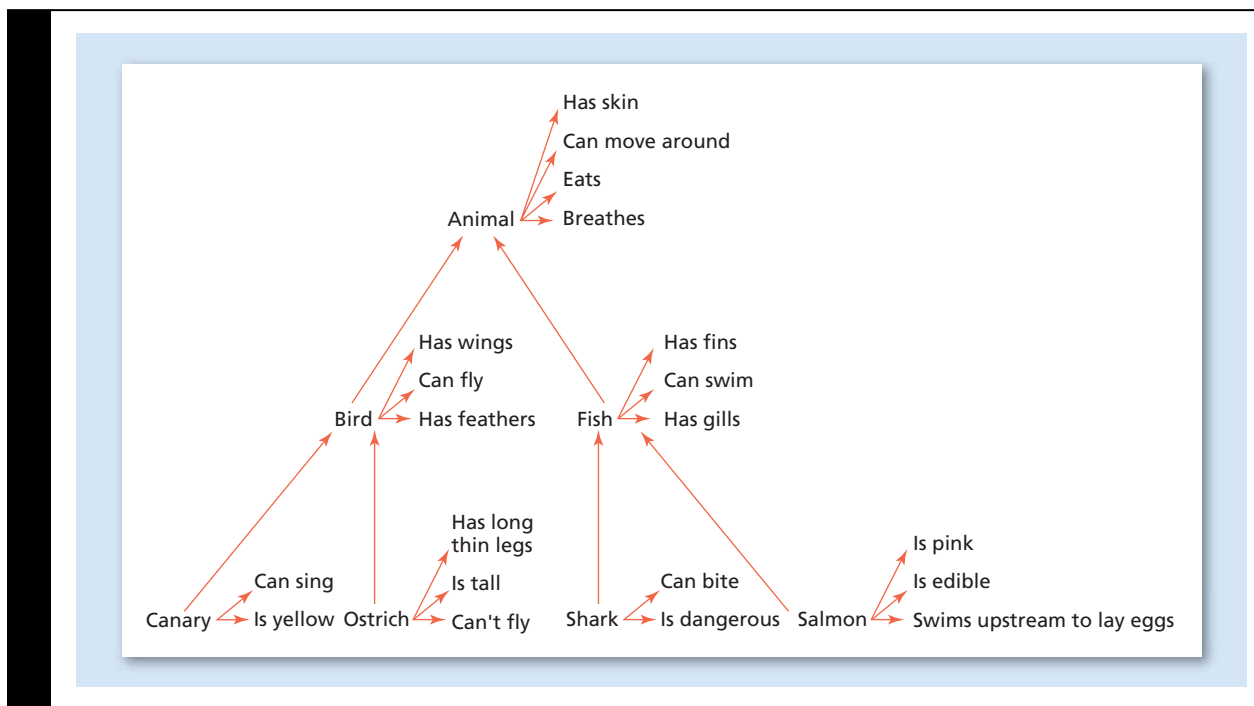 Has skin
Can move around
Eats
Animal
Breathes
Has wings
Can fly
Bird
Has feathers
Has fins
Can swim
Fish
Has gills
Canary
Can sing
Is yellow
Ostrich
Has long
thin legs
Is tall
Can't fly
Shark
Can bite
Is dangerous
Salmon
Is pink
Is edible
Swims upstream to lay eggs